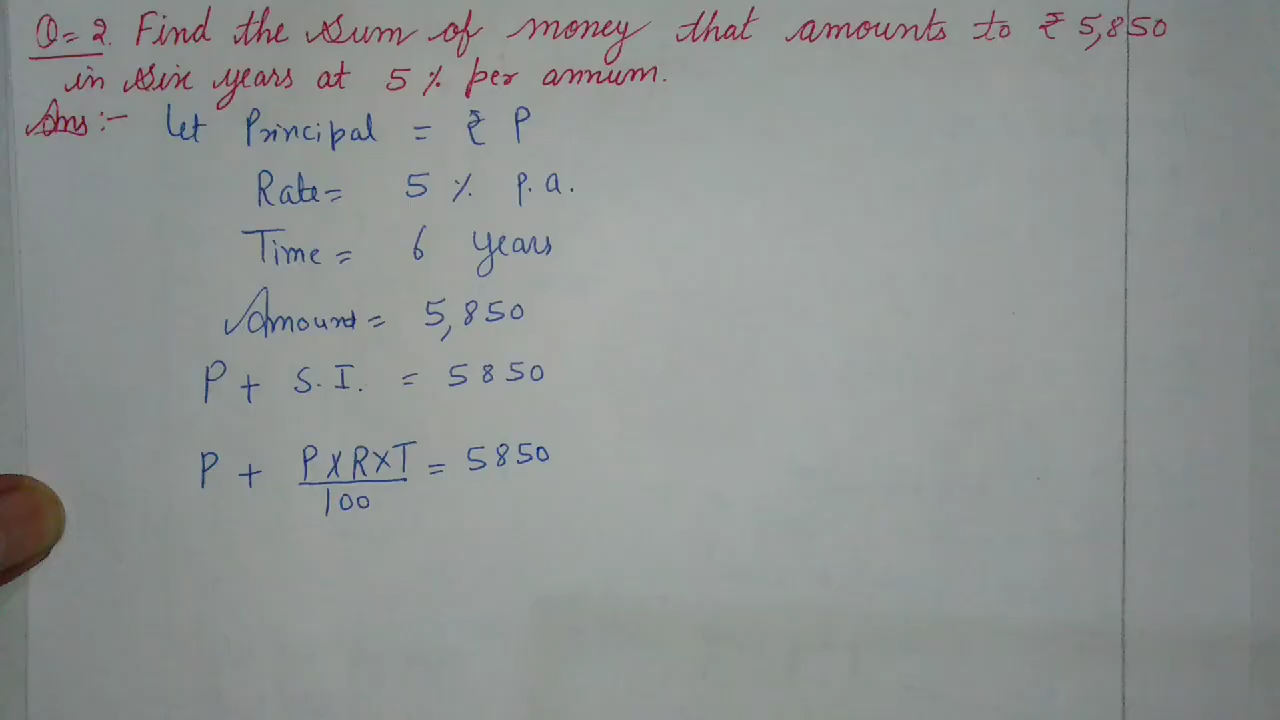 Q=2. Find the sum of money that amounts to ₹ 5,850
in six years at 5 % per annum.
Ans:- Let Principal = ₹ P
Rate= 5 % p.a.
Time= 6 years
Amount= 5,850
P+ S.I. = 5850
P + P×R×T/100 = 5850